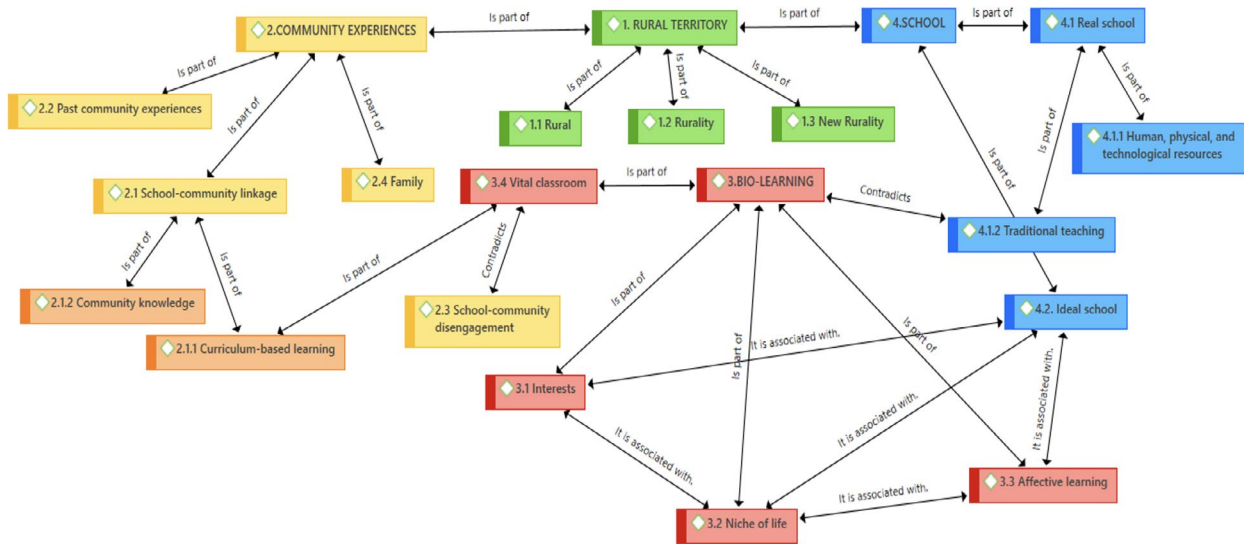 Is part of
Is part of
Is part of
2.COMMUNITY EXPERIENCES
1. RURAL TERRITORY
4.SCHOOL
4.1 Real school
Is part of
Is part of
Is part of
Is part of
Is part of
Is part of
Is part of
2.2 Past community experiences
1.1 Rural
1.2 Rurality
1.3 New Rurality
4.1.1 Human, physical, and
technological resources
Is part of
Is part of
2.1 School-community linkage
2.4 Family
3.4 Vital classroom
Is part of
3.BIO-LEARNING
Contradicts
4.1.2 Traditional teaching
Is part of
Is part of
Is part of
Contradicts
2.1.2 Community knowledge
2.3 School-community
disengagement
Is part of
4.2. Ideal school
2.1.1 Curriculum-based learning
Is part of
Is part of
It is associated with.
3.1 Interests
It is associated with.
It is associated with.
It is associated with.
3.3 Affective learning
It is associated with.
3.2 Niche of life